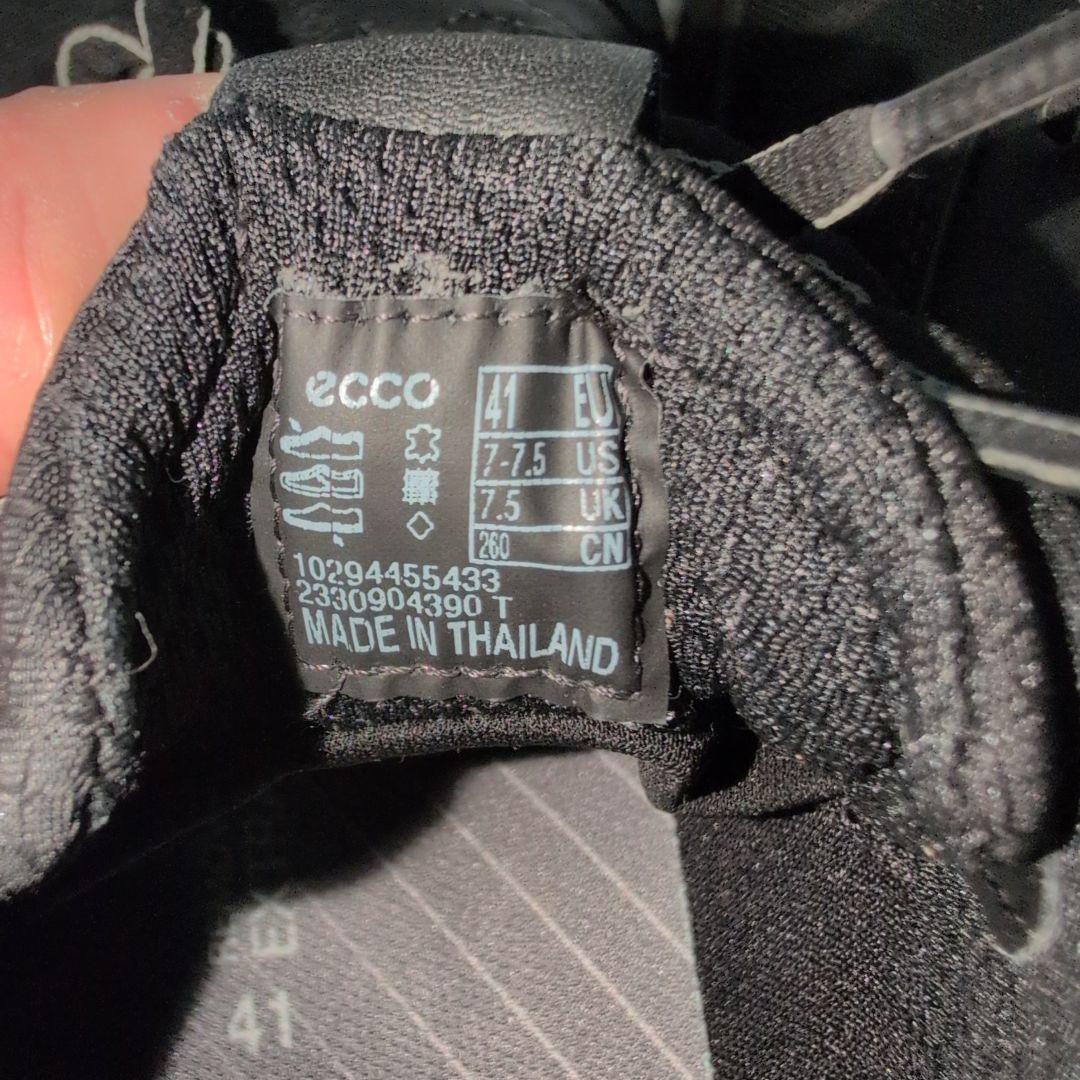 ecco
41 EU
7-7.5 US
7.5 UK
260 CN
10294455433
2330904390 T
MADE IN THAILAND
41